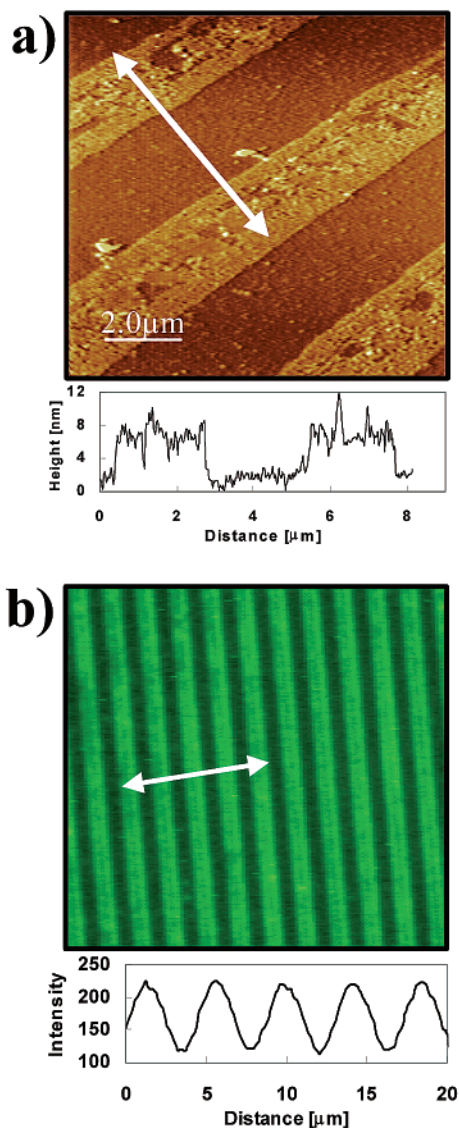 a)
2.0μm
Height [nm]
12
8
4
0
0 2 4 6 8
Distance [μm]
b)
Intensity
250
200
150
100
0 5 10 15 20
Distance [μm]